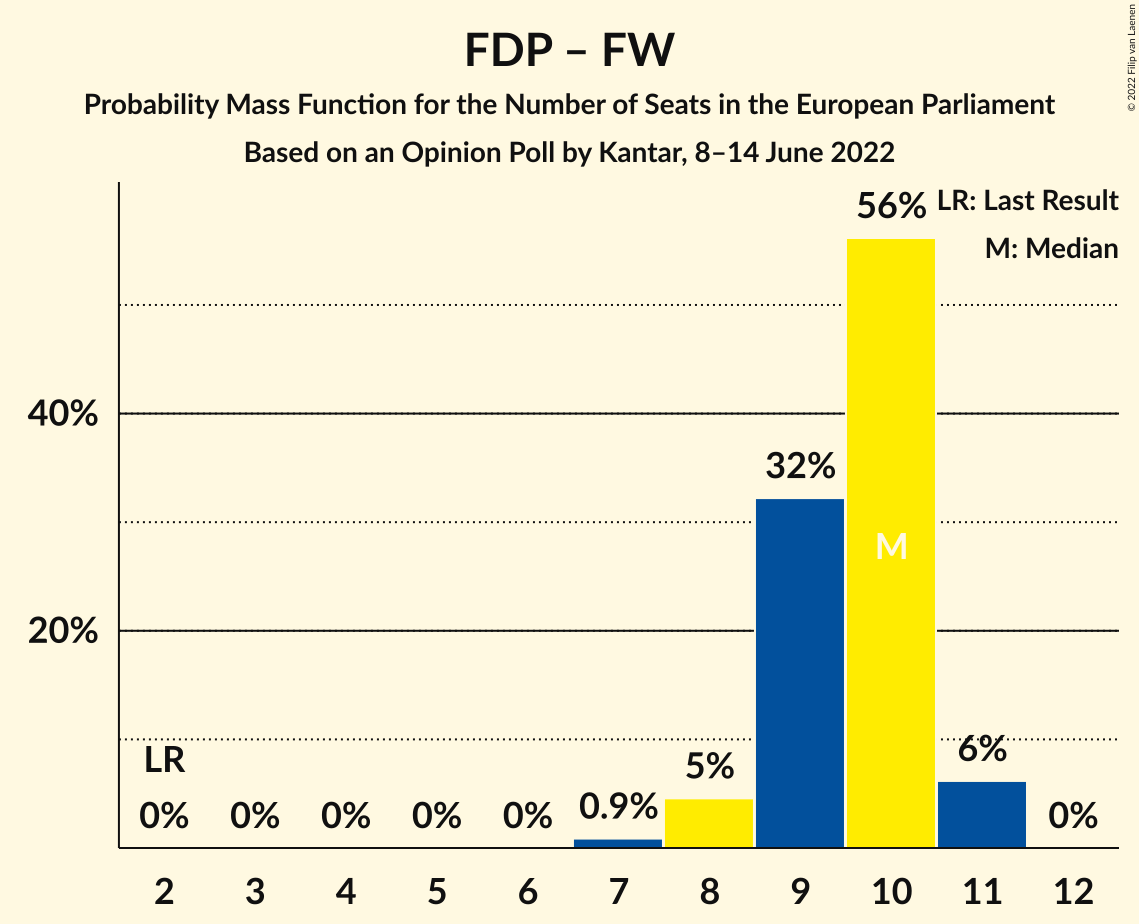 FDP – FW
Probability Mass Function for the Number of Seats in the European Parliament
Based on an Opinion Poll by Kantar, 8–14 June 2022
© 2022 Filip van Laenen
LR: Last Result
M: Median
56%
40%
32%
M
20%
LR
6%
5%
0.9%
0% 0% 0% 0% 0% 0%
2 3 4 5 6 7 8 9 10 11 12